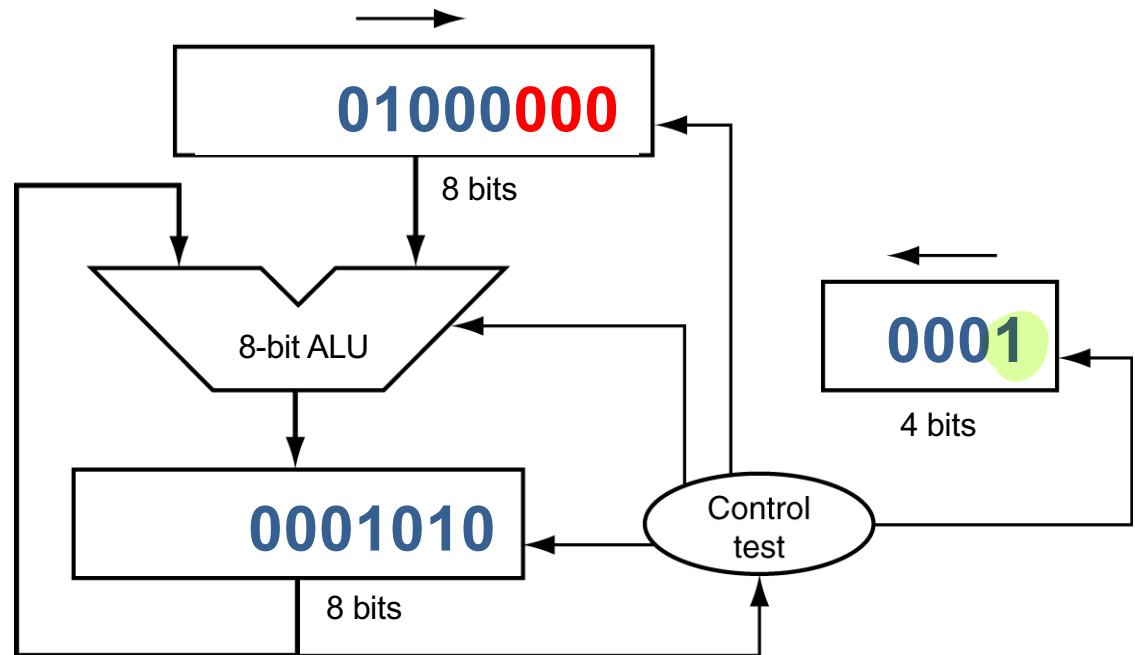 01000000
8 bits
8-bit ALU
0001
4 bits
0001010
8 bits
Control
test